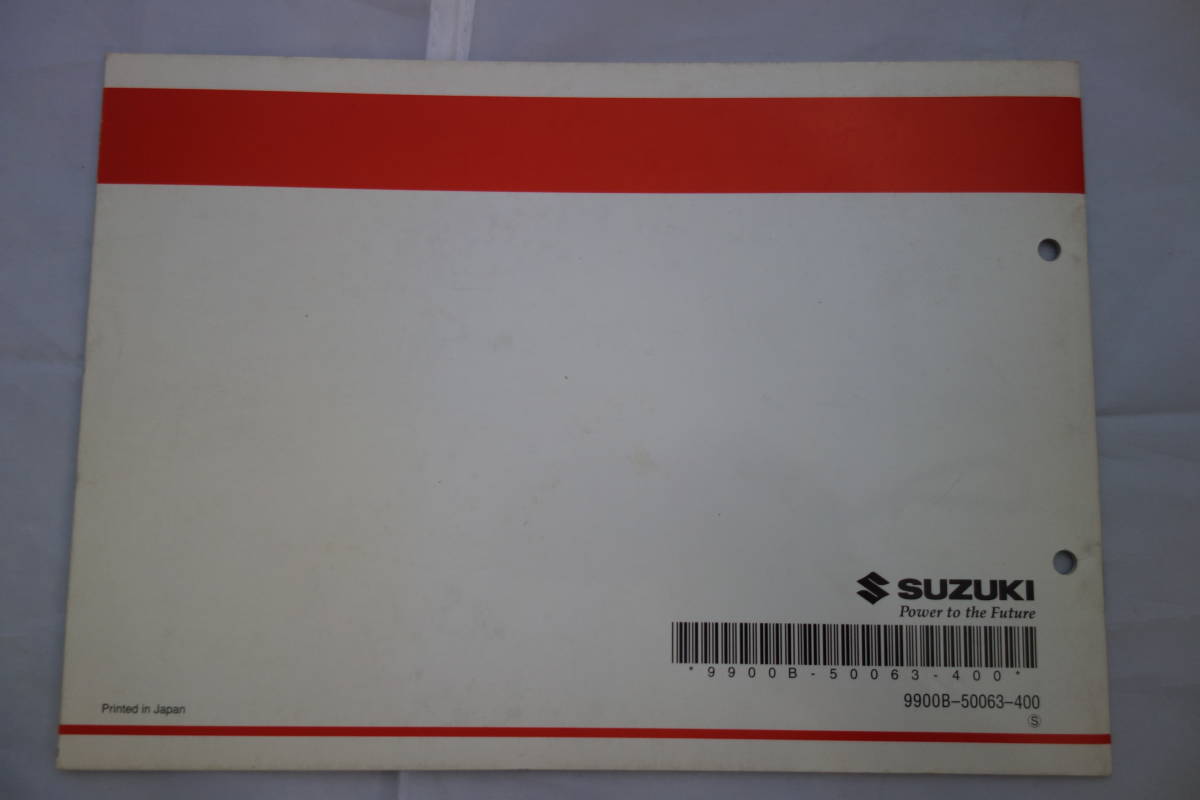 SUZUKI
Power to the Future
*9900B-50063-400*
9900B-50063-400
Ⓢ
Printed in Japan